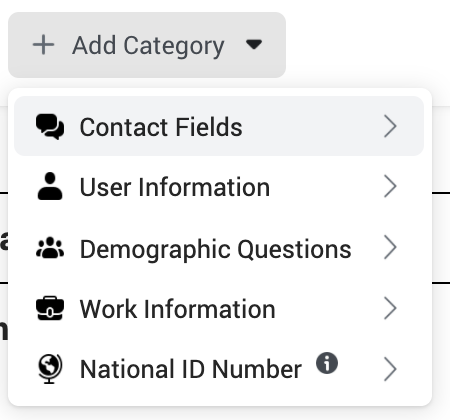 + Add Category
Contact Fields
User Information
Demographic Questions
Work Information
National ID Number